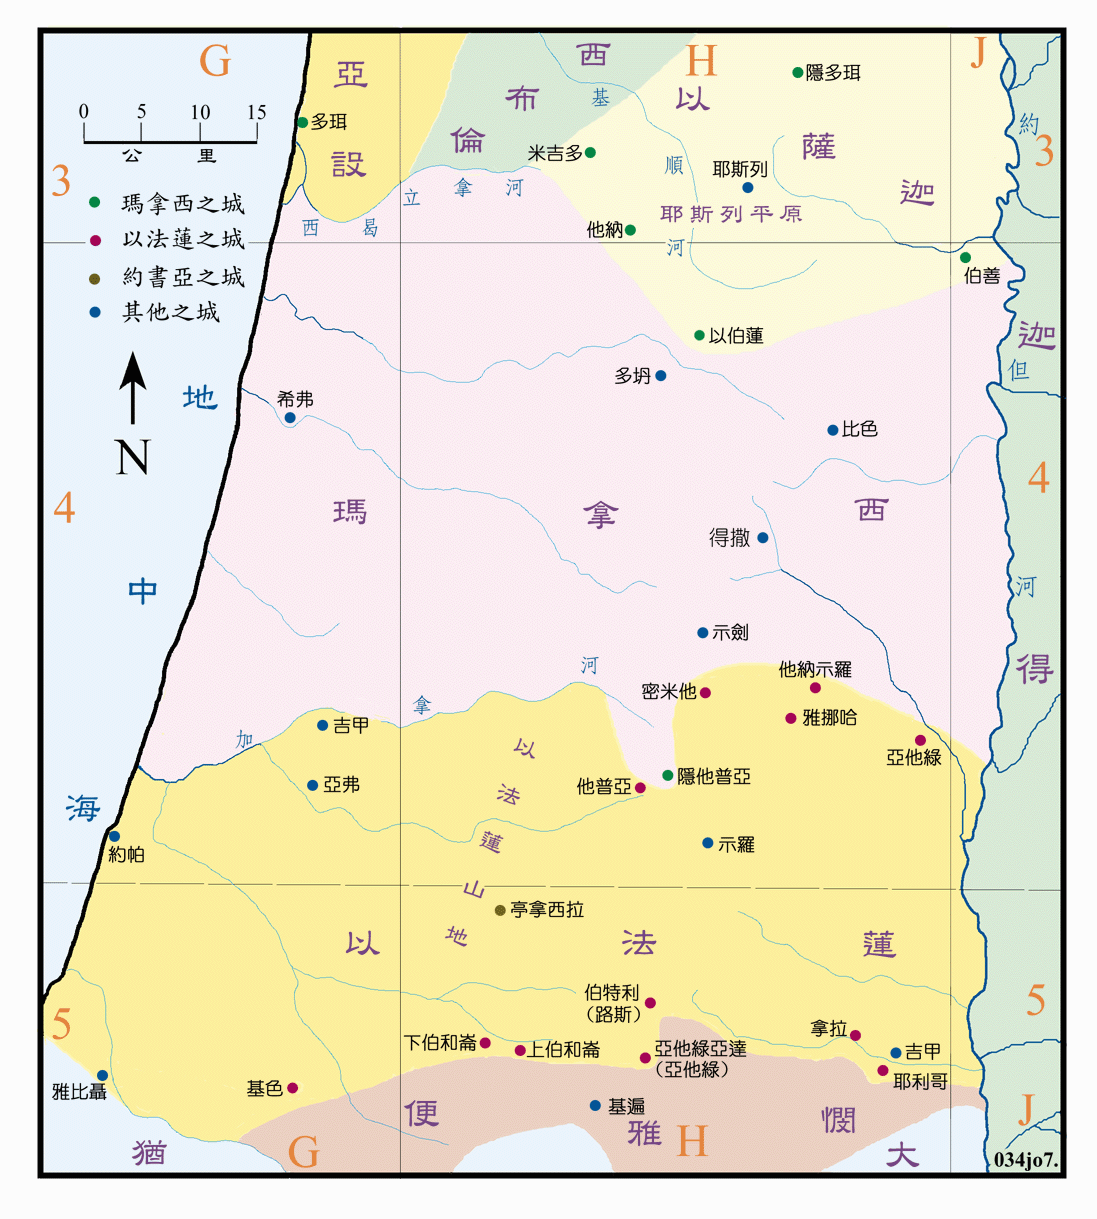 G
H
J
亞設
西布倫
以薩迦
0 5 10 15
公里
3
3
隱多珥
多珥
基順河
約但河
米吉多
耶斯列
耶斯列平原
西曷立拿河
瑪拿西之城
以法蓮之城
約書亞之城
其他之城
他納
伯善
以伯蓮
N
地中海
迦得
多坍
希弗
比色
4
4
瑪拿西
得撒
示劍
加拿河
密米他
他納示羅
雅挪哈
亞他綠
吉甲
亞弗
隱他普亞
他普亞
以法蓮山地
示羅
約帕
亭拿西拉
以法蓮
5
5
伯特利
(路斯)
拿拉
下伯和崙
上伯和崙
亞他綠亞達
(亞他綠)
吉甲
耶利哥
雅比聶
基色
基遍
便雅憫
猶大
G
H
J
034jo7.